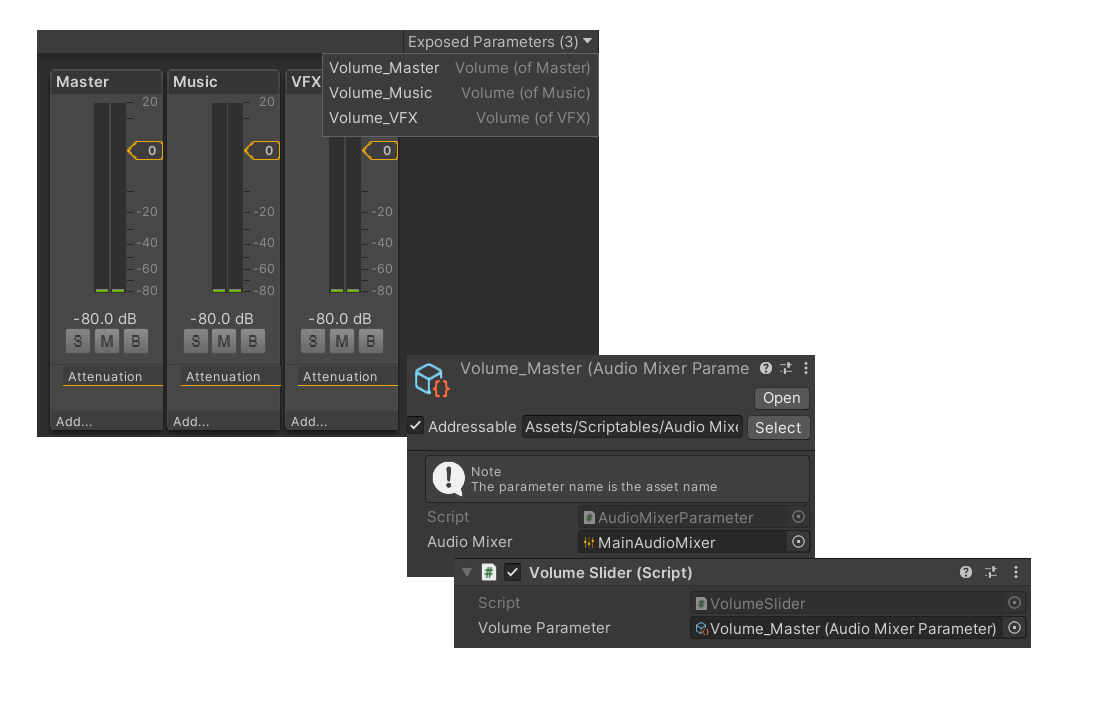 Exposed Parameters (3)
Volume_Master Volume (of Master)
Volume_Music Volume (of Music)
Volume_VFX Volume (of VFX)
Master Music VFX
20 20
0 0 0
-20 -20 -20
-40 -40 -40
-60 -60 -60
-80 -80 -80
-80.0 dB -80.0 dB -80.0 dB
S M B S M B S M B
Attenuation Attenuation Attenuation
Add... Add... Add...
Volume_Master (Audio Mixer Parame
Open
Addressable Assets/Scriptables/Audio Mixe Select
Note
The parameter name is the asset name
Script AudioMixerParameter
Audio Mixer MainAudioMixer
Volume Slider (Script)
Script VolumeSlider
Volume Parameter Volume_Master (Audio Mixer Parameter)